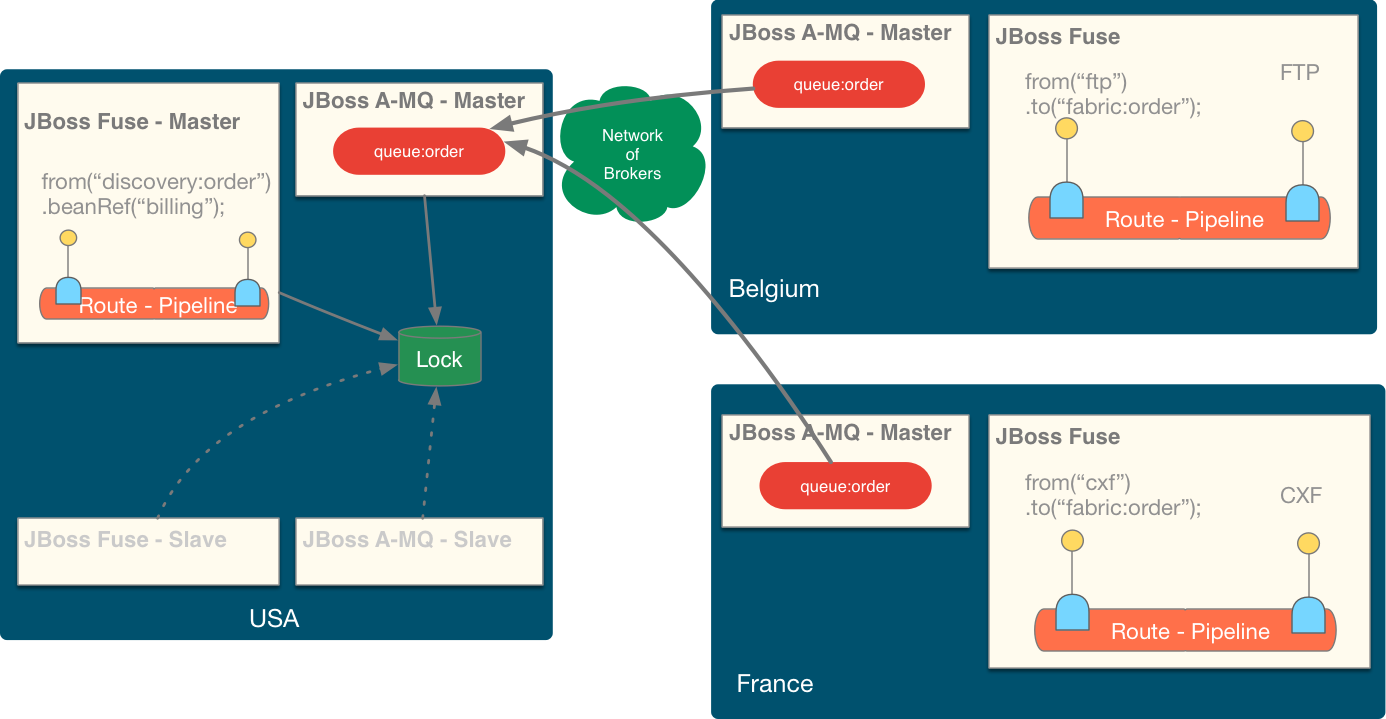 JBoss Fuse - Master
from(“discovery:order”)
.beanRef(“billing”);
Route - Pipeline
JBoss A-MQ - Master
queue:order
Lock
JBoss Fuse - Slave
JBoss A-MQ - Slave
USA
Network
of
Brokers
JBoss A-MQ - Master
queue:order
JBoss Fuse
from(“ftp”)
.to(“fabric:order”);
FTP
Route - Pipeline
Belgium
JBoss A-MQ - Master
queue:order
JBoss Fuse
from(“cxf”)
.to(“fabric:order”);
CXF
Route - Pipeline
France